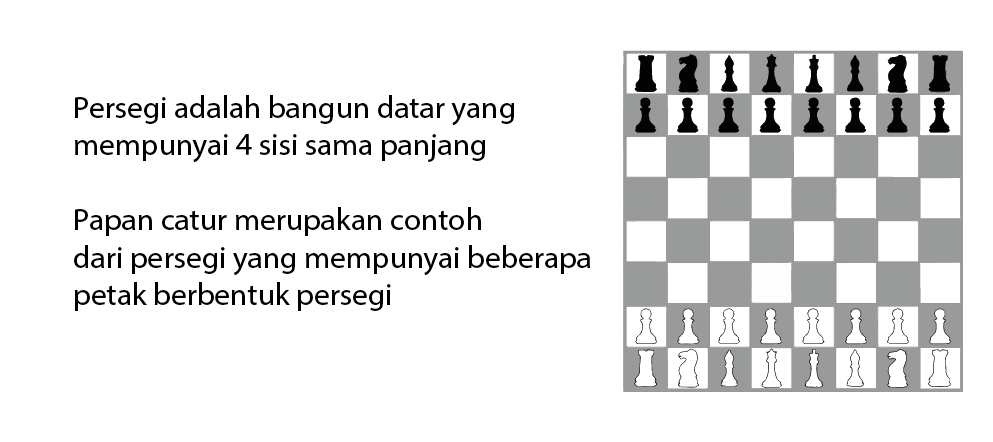 Persegi adalah bangun datar yang
mempunyai 4 sisi sama panjang
Papan catur merupakan contoh
dari persegi yang mempunyai beberapa
petak berbentuk persegi